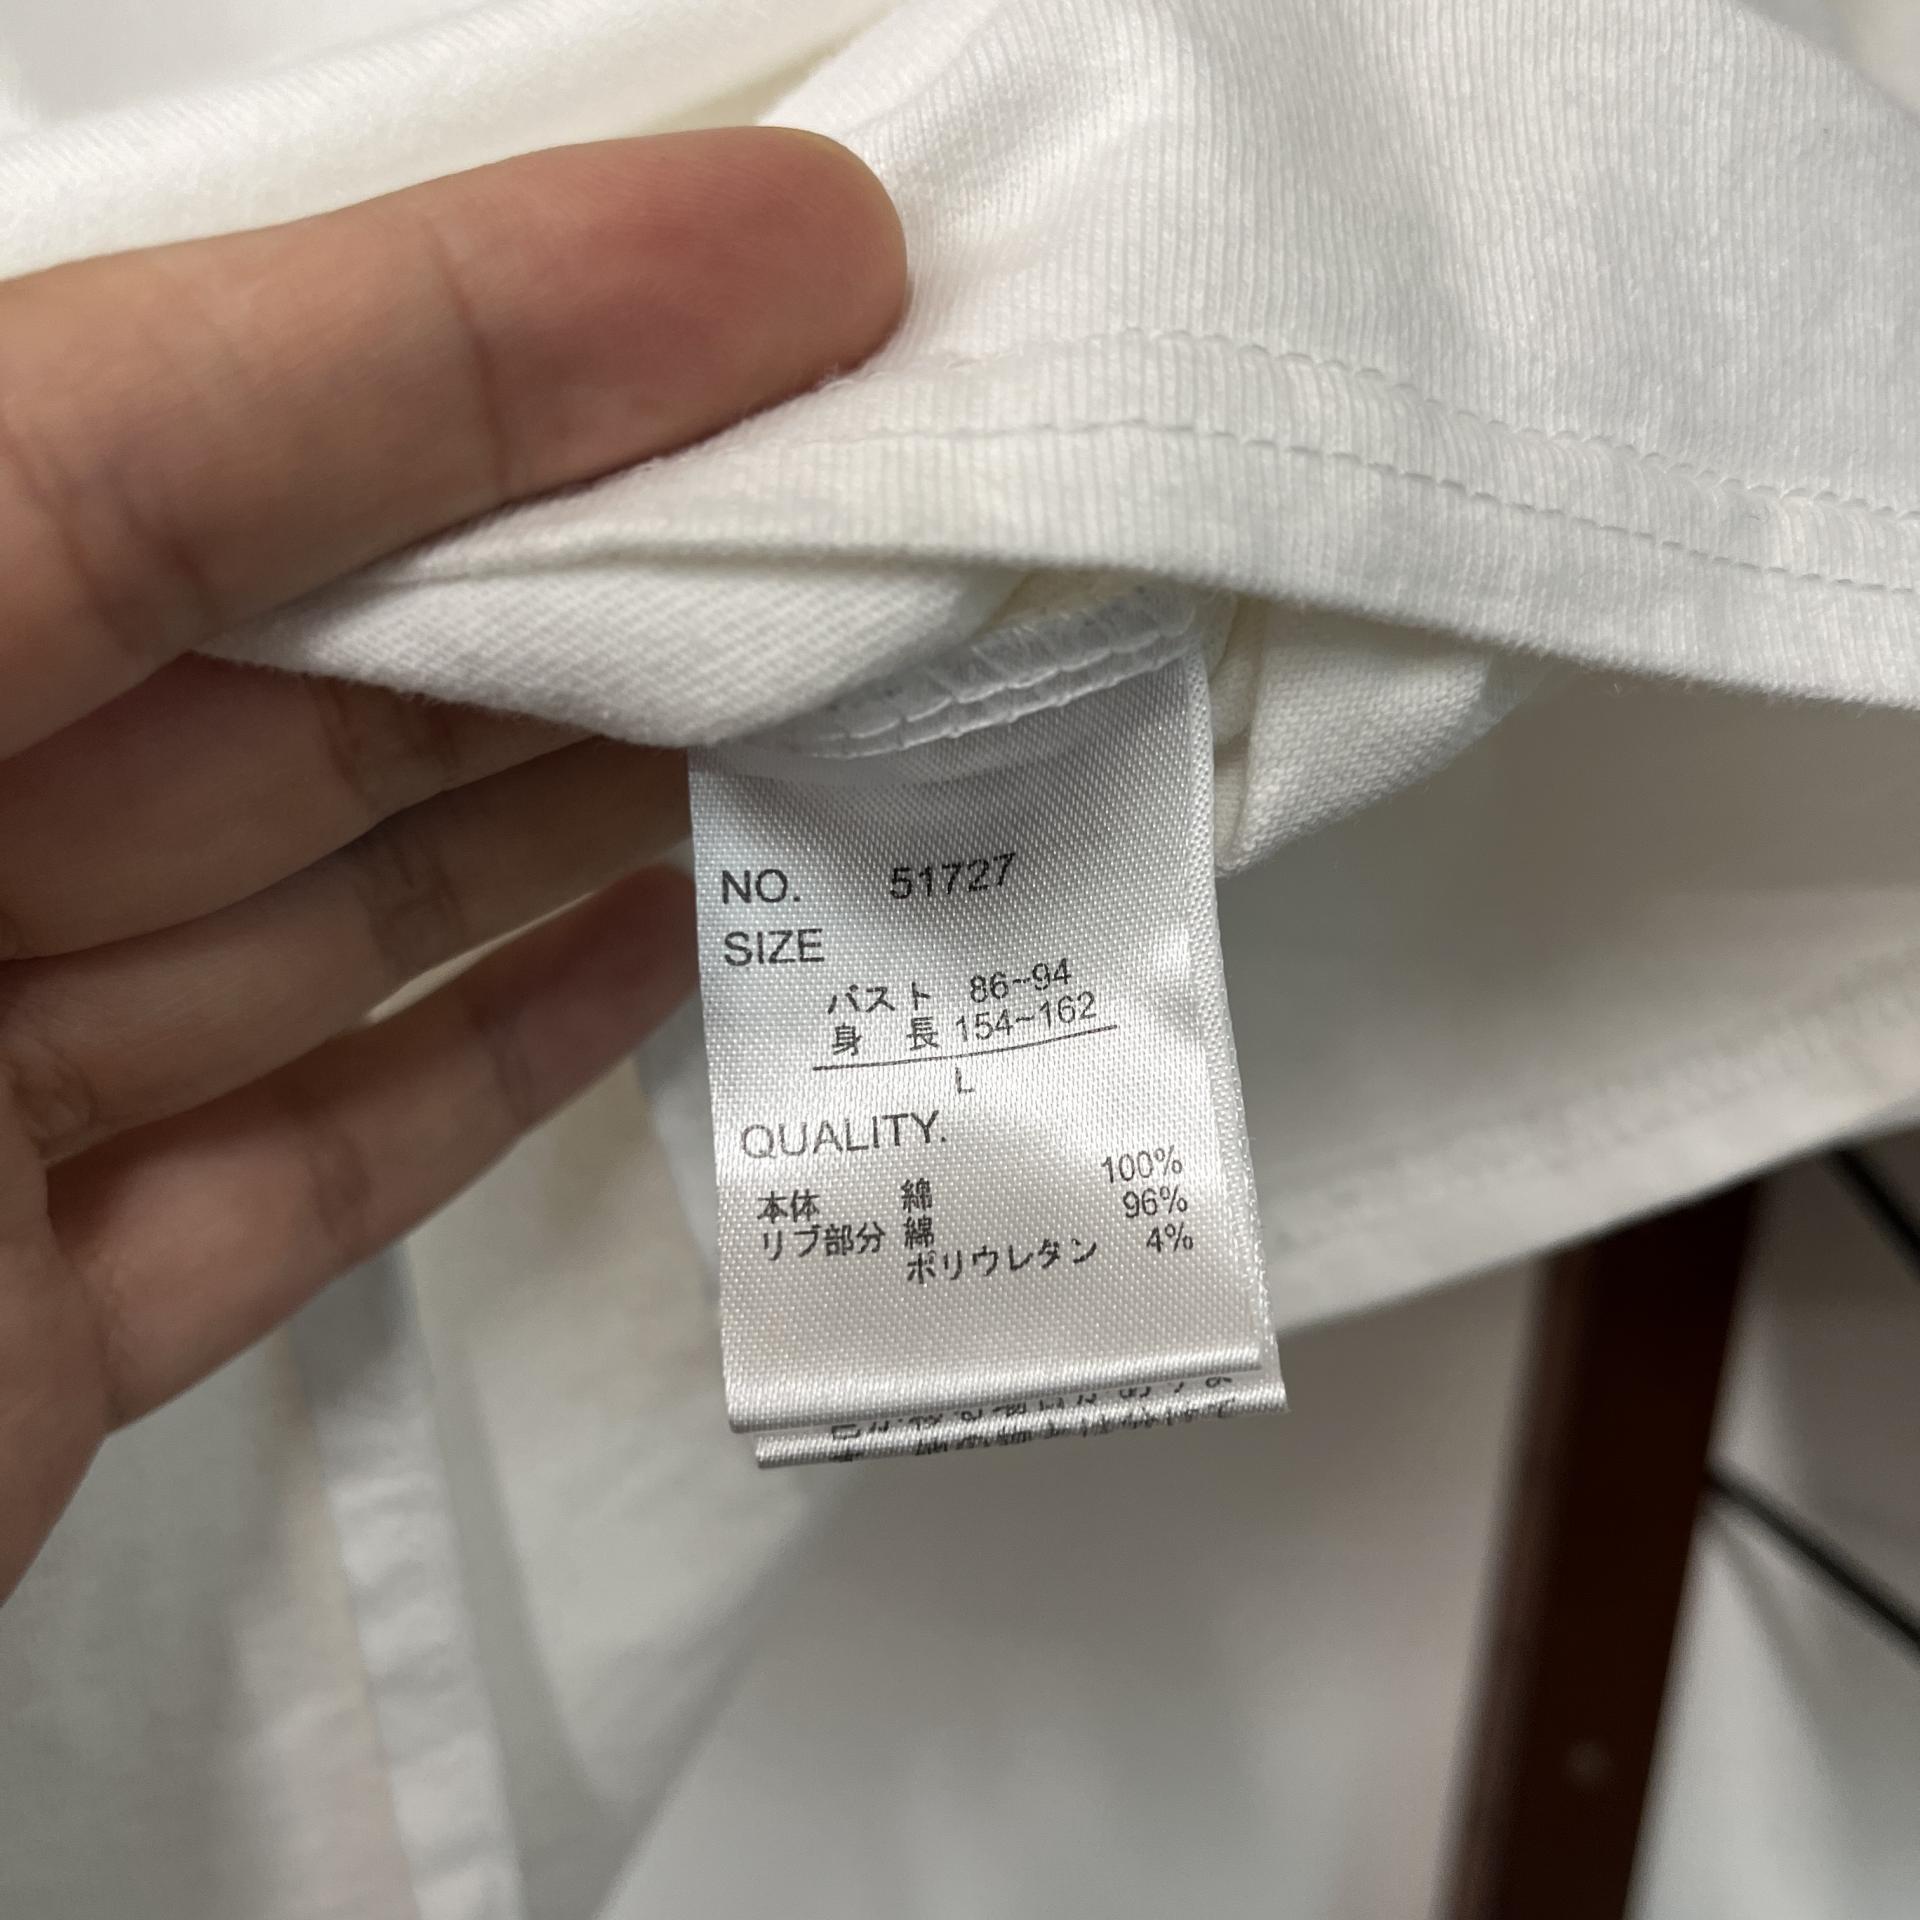 NO. 51727
SIZE
バスト 86~94
身 長 154~162
L
QUALITY.
本体 綿 100%
リブ部分 綿 96%
ポリウレタン 4%